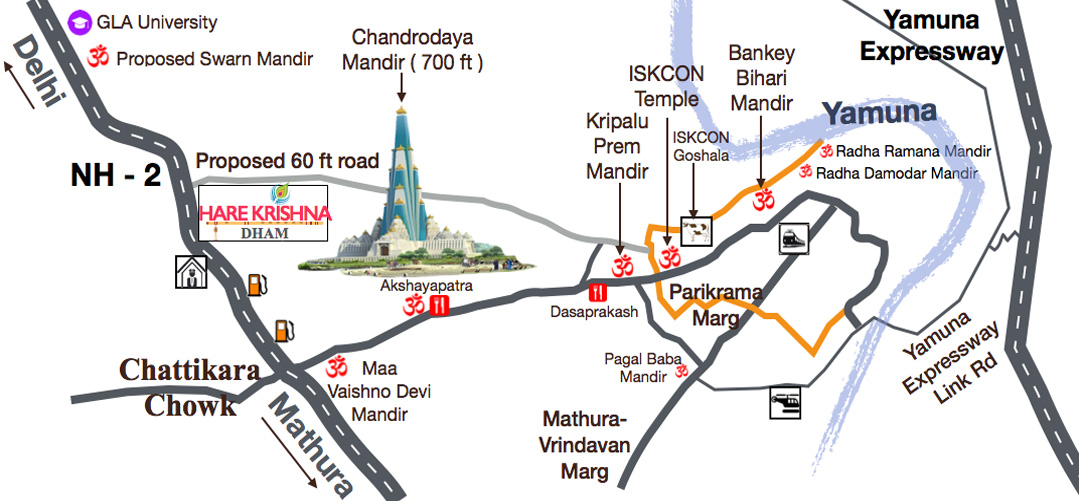 GLA University
Proposed Swarn Mandir
Delhi
NH - 2
Proposed 60 ft road
HARE KRISHNA
DHAM
Chandrodaya
Mandir ( 700 ft )
ISKCON
Temple
Bankey
Bihari
Mandir
Kripalu
Prem
Mandir
ISKCON
Goshala
Yamuna
Expressway
Yamuna
Radha Ramana Mandir
Radha Damodar Mandir
ॐ
ॐ
ॐ
ॐ
ॐ
ॐ
Akshayapatra
ॐ
Dasaprakash
Parikrama
Marg
Chattikara
Chowk
ॐ
Maa
Vaishno Devi
Mandir
Mathura
Pagal Baba
Mandir
ॐ
Mathura-
Vrindavan
Marg
Yamuna
Expressway
Link Rd